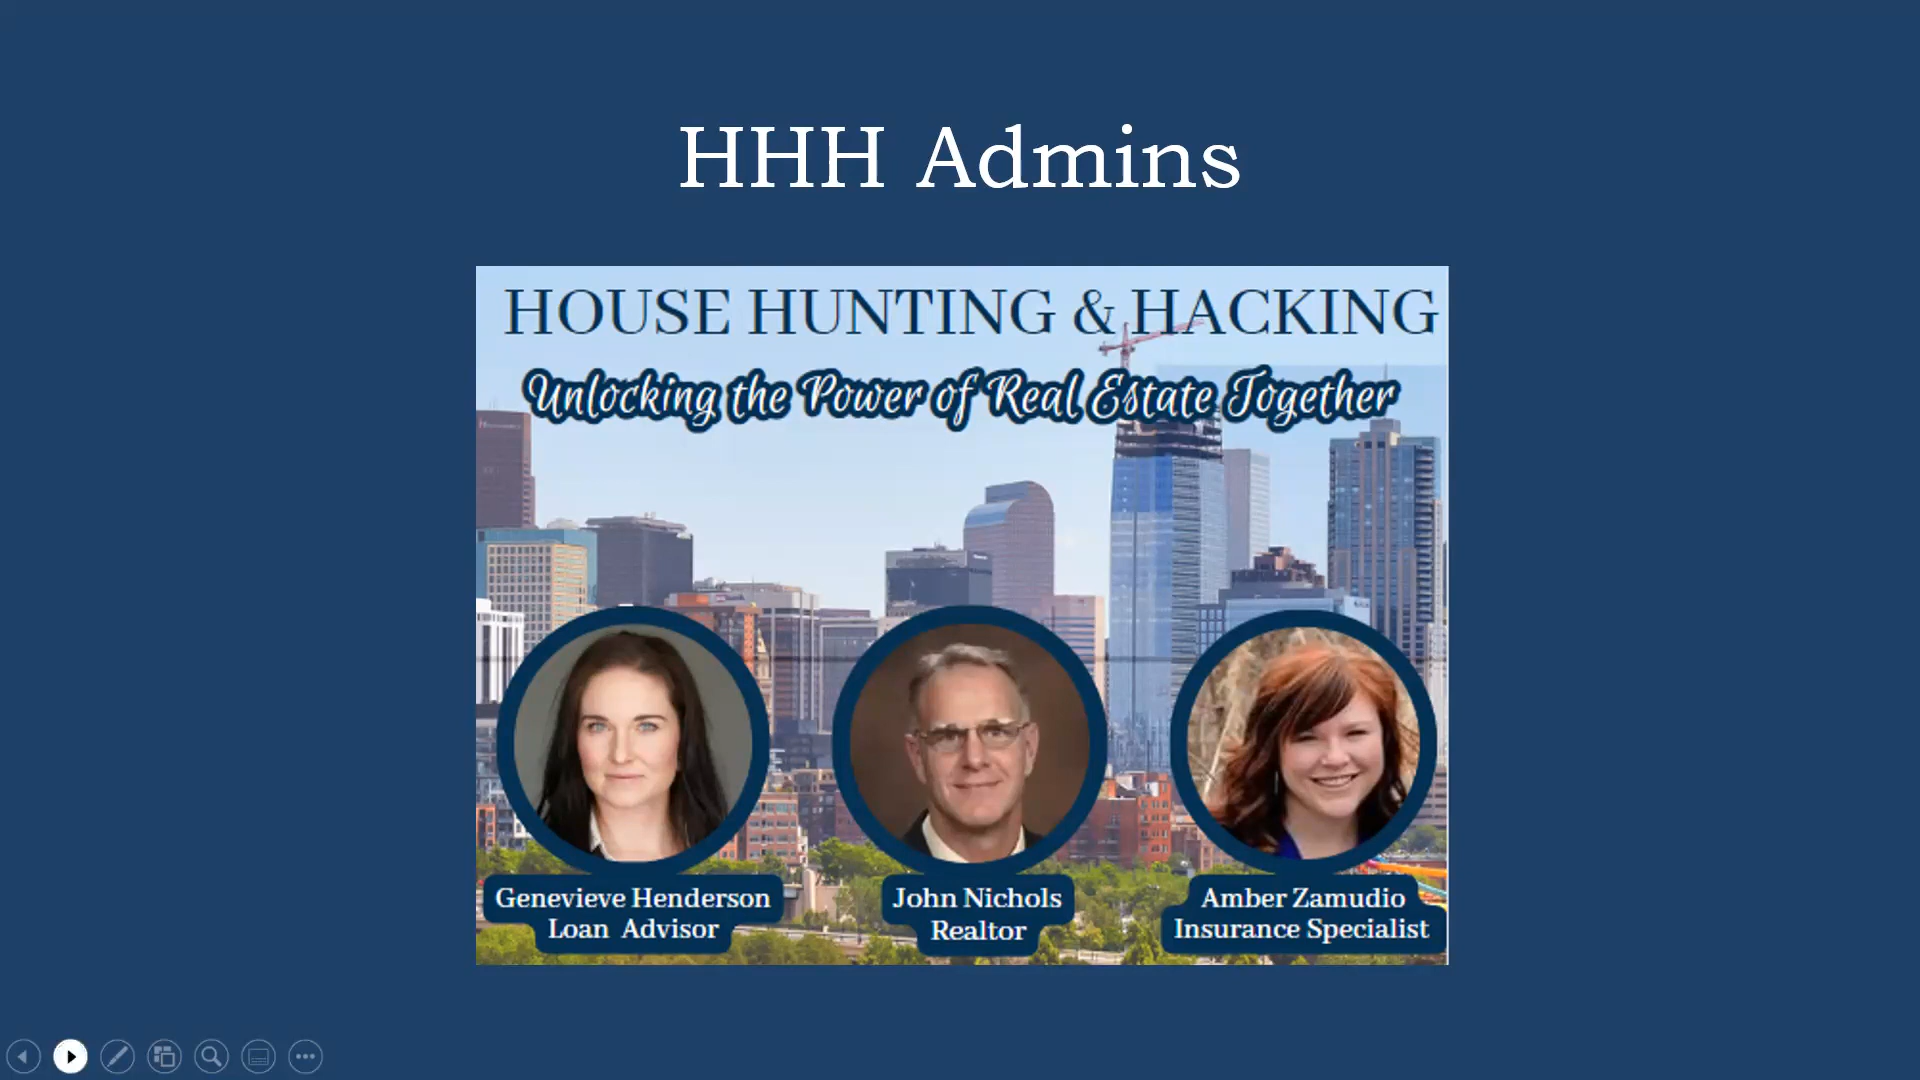 HHH Admins
HOUSE HUNTING & HACKING
Unlocking the Power of Real Estate Together
Genevieve Henderson
Loan Advisor
John Nichols
Realtor
Amber Zamudio
Insurance Specialist